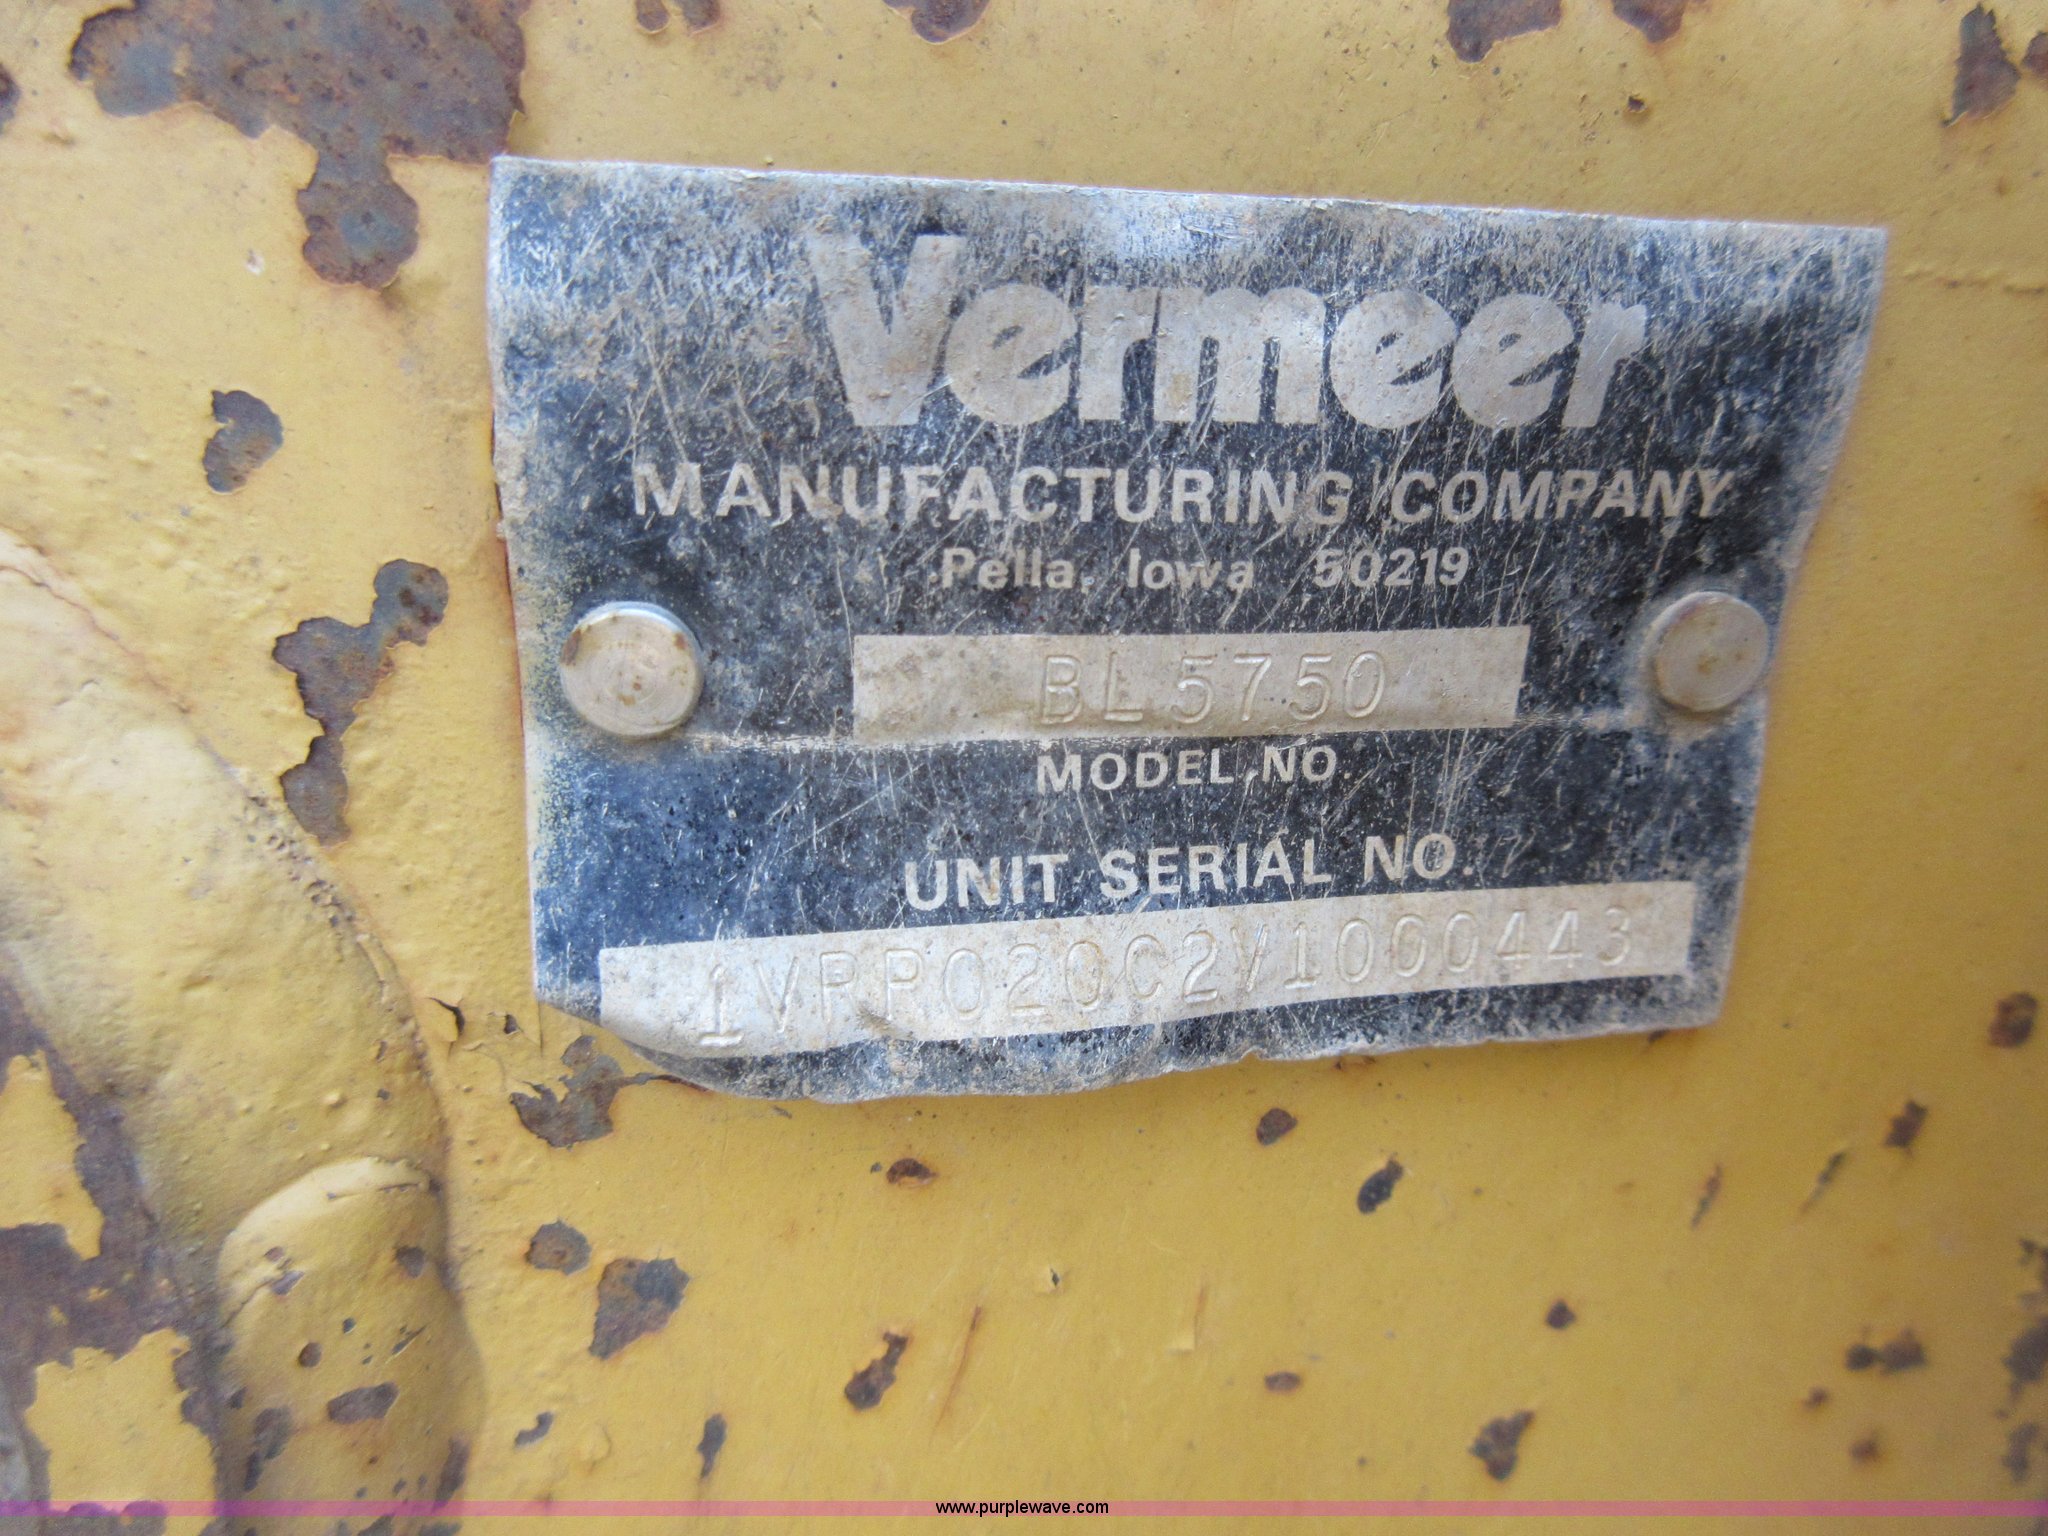 Vermeer
MANUFACTURING COMPANY
Pella, Iowa 50219
BL5750
MODEL NO.
UNIT SERIAL NO.
1VRP020C2V1000443
www.purplewave.com